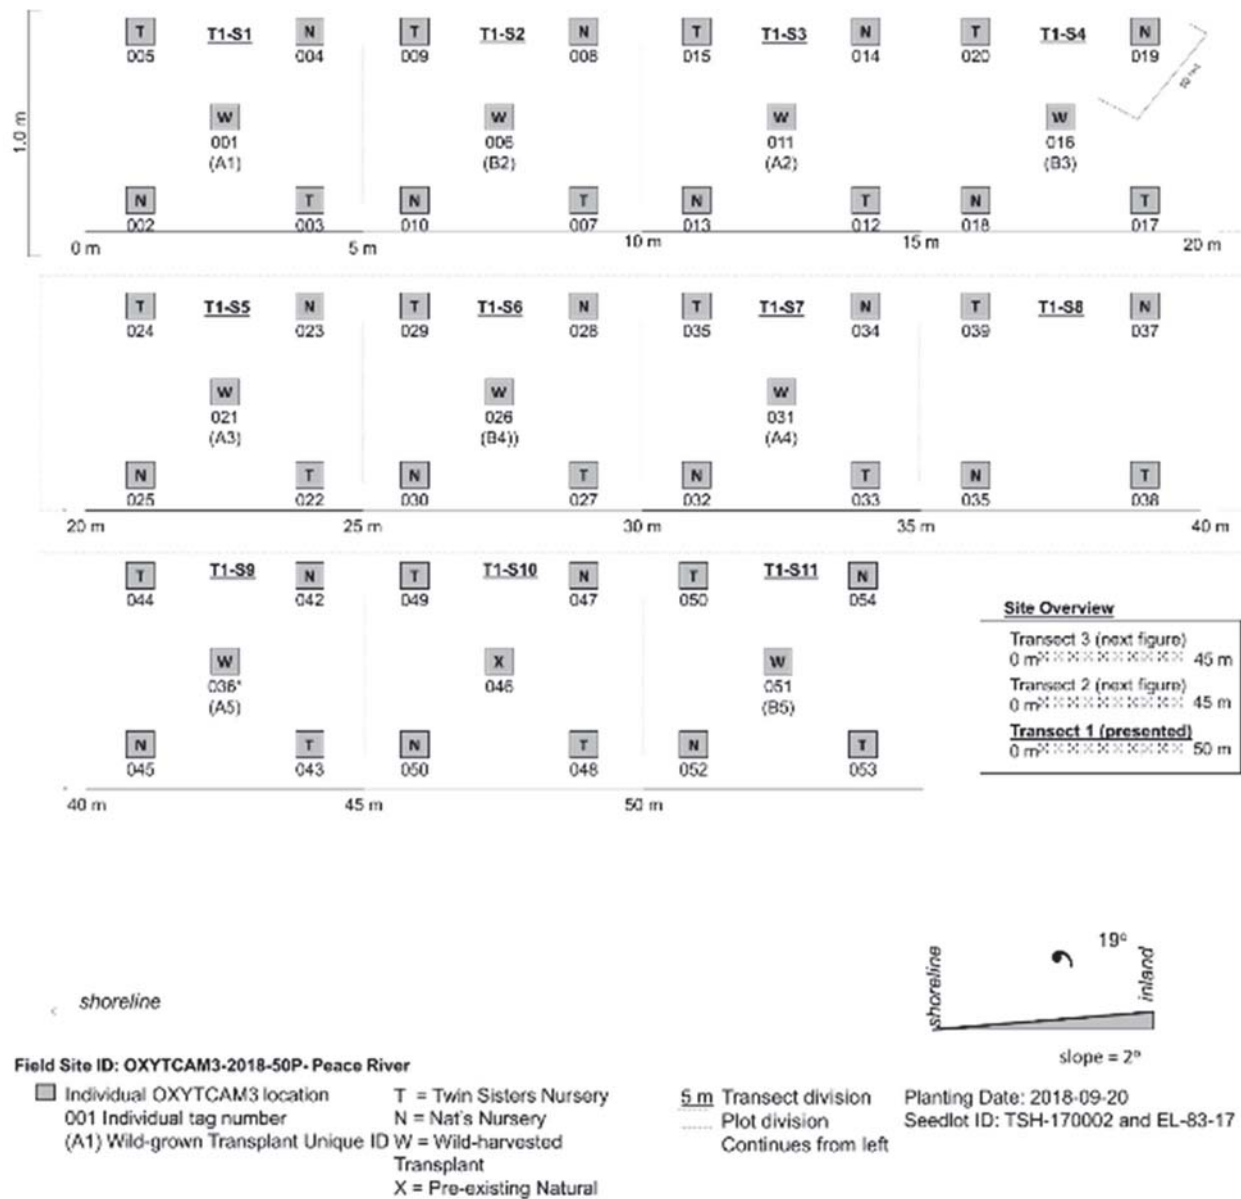 T T1-S1 N T T1-S2 N T T1-S3 N T T1-S4 N
005 004 009 008 015 014 020 019
1.0 m
W W W W
001 006 011 016
(A1) (B2) (A2) (B3)
N T N T N T N T
002 003 010 007 013 012 018 017
0 m 5 m 10 m 15 m 20 m
T T1-S5 N T T1-S6 N T T1-S7 N T T1-S8 N
024 023 029 028 035 034 039 037
W W W
021 026 031
(A3) (B4)) (A4)
N T N T N T N T
025 022 030 027 032 033 035 038
20 m 25 m 30 m 35 m 40 m
T T1-S9 N T T1-S10 N T T1-S11 N
044 042 049 047 050 054
W X W
036* 046 051
(A5) (B5)
N T N T N T
045 043 050 048 052 053
40 m 45 m 50 m
Site Overview
Transect 3 (next figure)
0 m 45 m
Transect 2 (next figure)
0 m 45 m
Transect 1 (presented)
0 m 50 m
19°
shoreline
inland
slope = 2°
shoreline
Field Site ID: OXYTCAM3-2018-50P- Peace River
Individual OXYTCAM3 location
001 Individual tag number
(A1) Wild-grown Transplant Unique ID
T = Twin Sisters Nursery
N = Nat's Nursery
W = Wild-harvested
Transplant
X = Pre-existing Natural
5 m Transect division
Plot division
Continues from left
Planting Date: 2018-09-20
Seedlot ID: TSH-170002 and EL-83-17